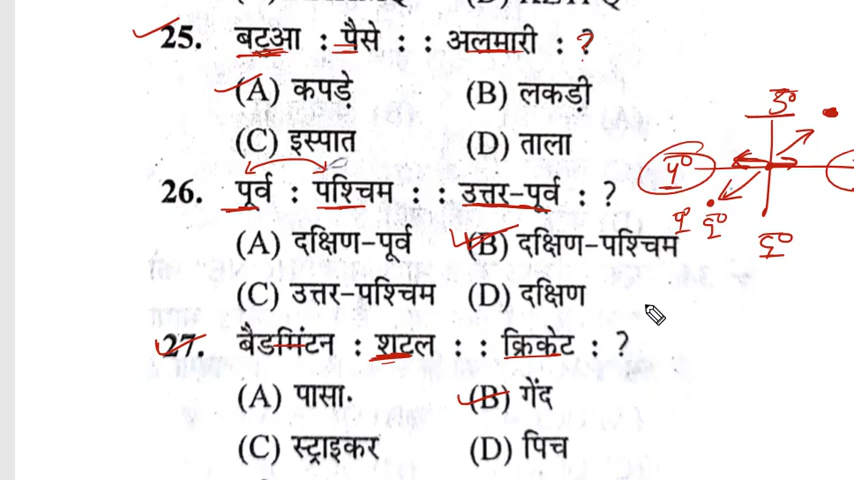 25. बटुआ : पैसे : : अलमारी : ?
(A) कपड़े (B) लकड़ी
(C) इस्पात (D) ताला
26. पूर्व : पश्चिम : : उत्तर-पूर्व : ?
(A) दक्षिण-पूर्व (B) दक्षिण-पश्चिम
(C) उत्तर-पश्चिम (D) दक्षिण
27. बैडमिंटन : शटल : : क्रिकेट : ?
(A) पासा (B) गेंद
(C) स्ट्राइकर (D) पिच